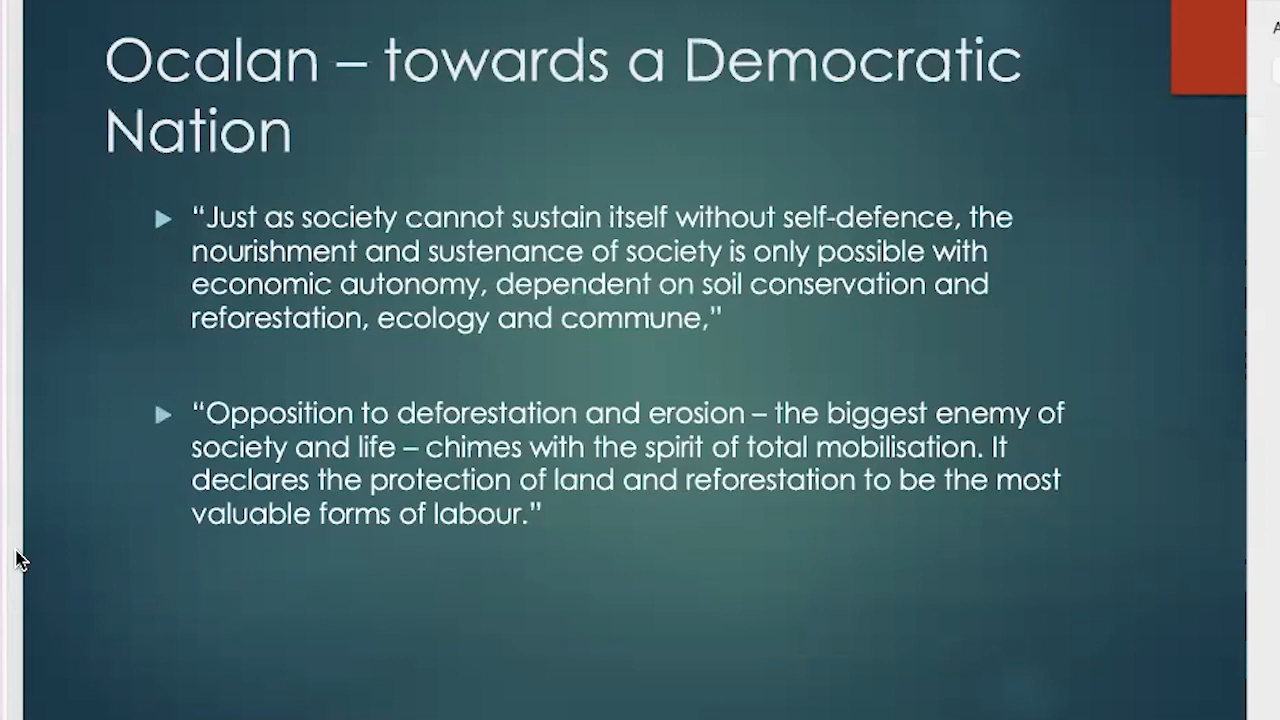 Ocalan – towards a Democratic
Nation
“Just as society cannot sustain itself without self-defence, the
nourishment and sustenance of society is only possible with
economic autonomy, dependent on soil conservation and
reforestation, ecology and commune,”
“Opposition to deforestation and erosion – the biggest enemy of
society and life – chimes with the spirit of total mobilisation. It
declares the protection of land and reforestation to be the most
valuable forms of labour.”